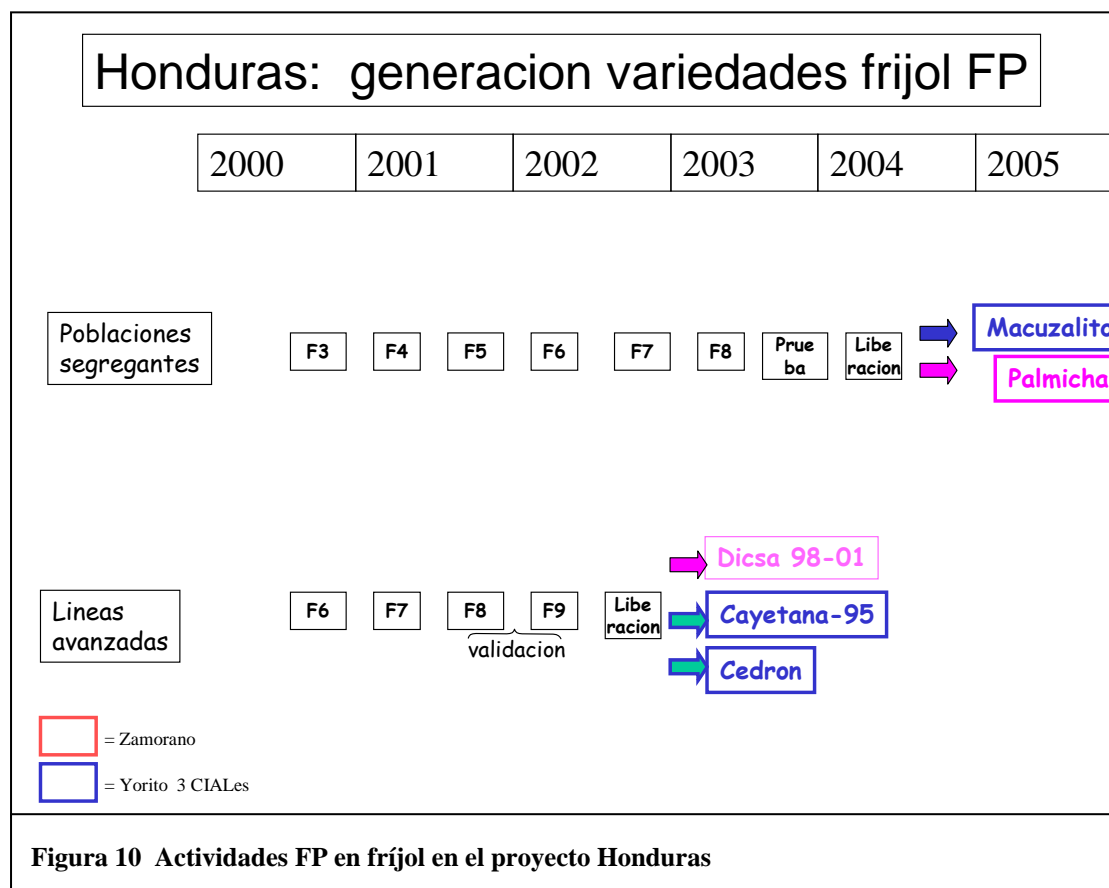 Honduras: generacion variedades frijol FP
2000 2001 2002 2003 2004 2005
Poblaciones
segregantes
F3 F4 F5 F6 F7 F8
Prue
ba
Libe
racion
Macuzalito
Palmicha
Lineas
avanzadas
F6 F7 F8 F9
validacion
Libe
racion
Dicsa 98-01
Cayetana-95
Cedron
= Zamorano
= Yorito 3 CIALes
Figura 10 Actividades FP en fríjol en el proyecto Honduras